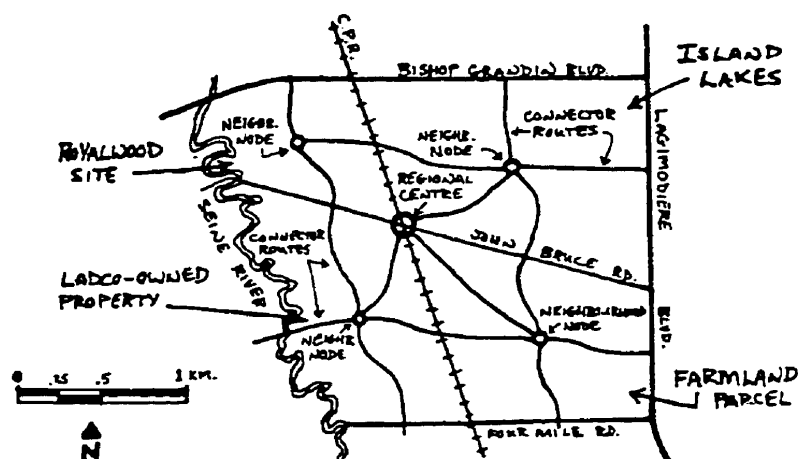 C.P.R.
BISHOP GRANDIN BLVD.
ISLAND
LAKES
NEIGHB.
NODE
NEIGHB.
NODE
CONNECTOR
ROUTES
LAGIMODIÈRE
BLVD.
ROYALWOOD
SITE
REGIONAL
CENTRE
SEINE RIVER
CONNECTOR
ROUTES
JOHN BRUCE RD.
LADCO-OWNED
PROPERTY
NEIGHB.
NODE
NEIGHBOURHOOD
NODE
0 .25 .5 1 KM.
N
FARMLAND
PARCEL
FOUR MILE RD.